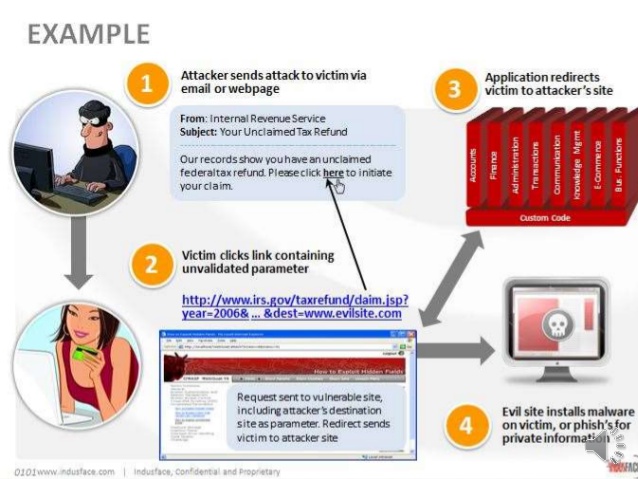 EXAMPLE
1
Attacker sends attack to victim via
email or webpage
From: Internal Revenue Service
Subject: Your Unclaimed Tax Refund
Our records show you have an unclaimed
federal tax refund. Please click here to initiate
your claim.
2
Victim clicks link containing
unvalidated parameter
http://www.irs.gov/taxrefund/claim.jsp?
year=2006& ... &dest=www.evilsite.com
How to Exploit Hidden Fields
Request sent to vulnerable site,
including attacker's destination
site as parameter. Redirect sends
victim to attacker site
3
Application redirects
victim to attacker's site
Accounts
Finance
Administration
Transactions
Communication
Knowledge Mgmt
E-Commerce
Bus. Functions
Custom Code
4
Evil site installs malware
on victim, or phish's for
private information
0101www.indusface.com | Indusface, Confidential and Proprietary